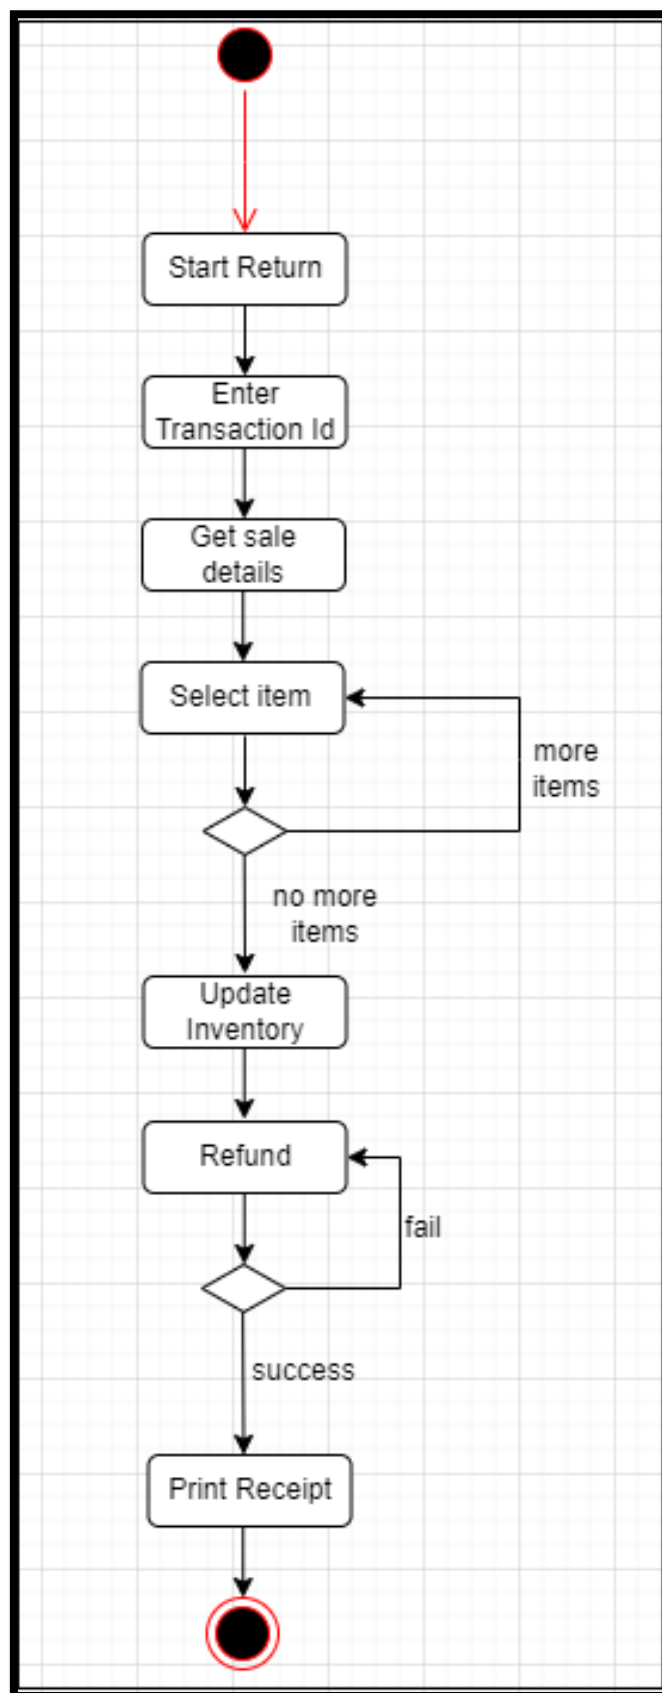 Start Return
Enter
Transaction Id
Get sale
details
Select item
more
items
no more
items
Update
Inventory
Refund
fail
success
Print Receipt